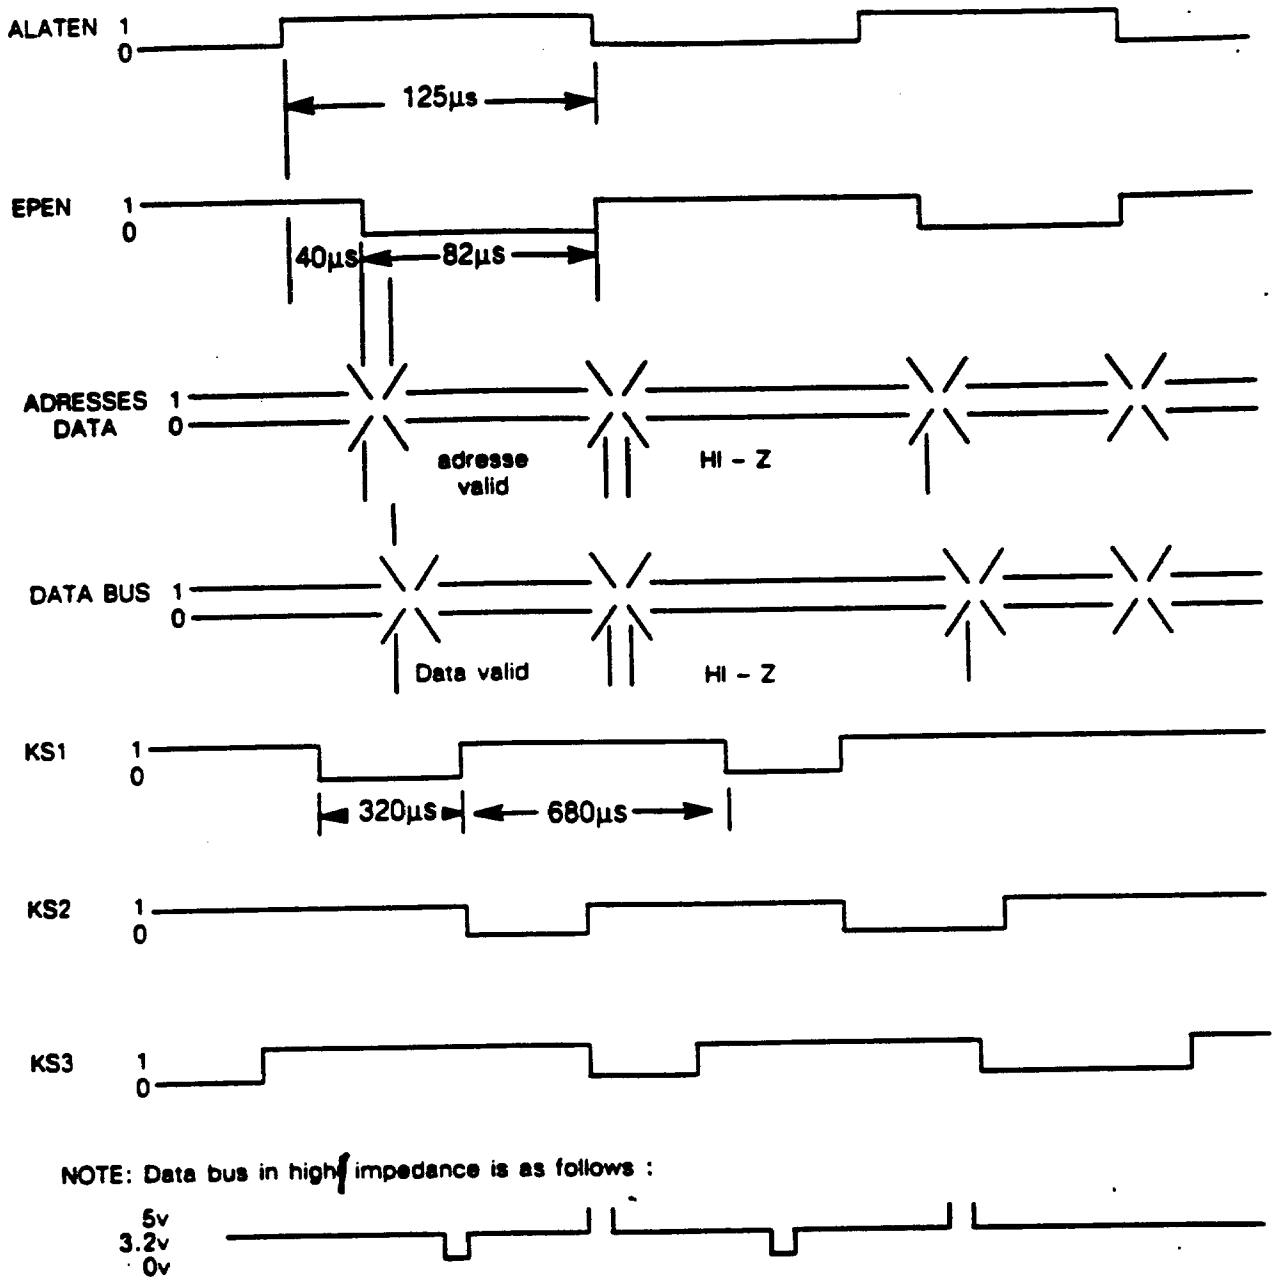 ALATEN 1
0
125µs
EPEN 1
0
40µs 82µs
ADRESSES 1
DATA 0
adresse
valid
HI - Z
DATA BUS 1
0
Data valid
HI - Z
KS1 1
0
320µs 680µs
KS2 1
0
KS3 1
0
NOTE: Data bus in high impedance is as follows :
5v
3.2v
0v